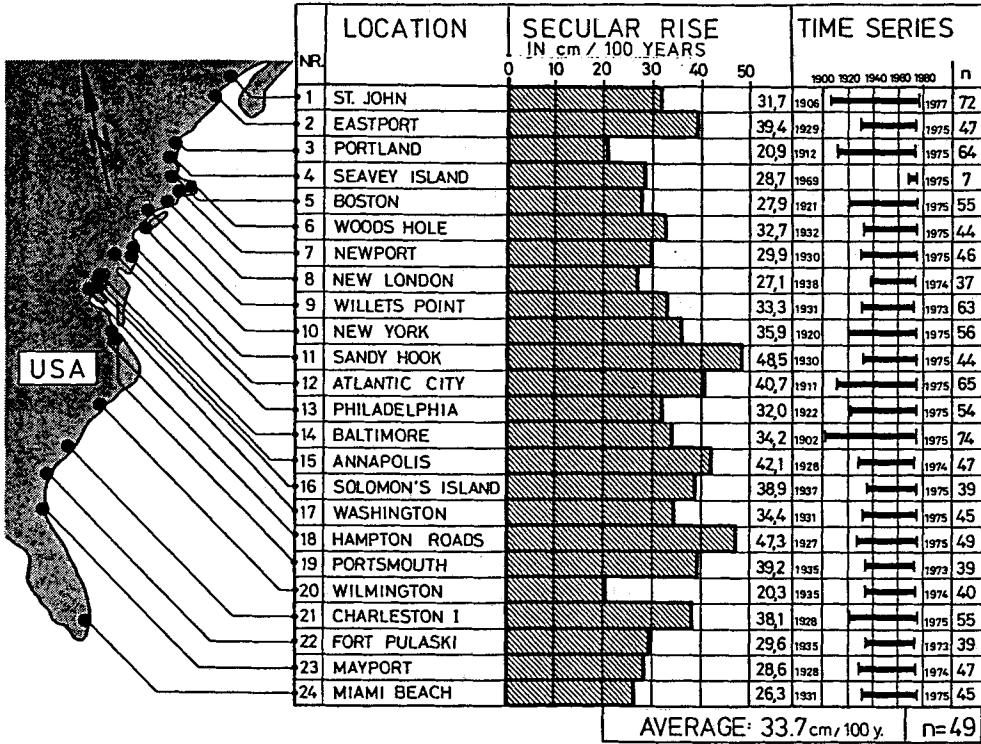 NR. LOCATION SECULAR RISE TIME SERIES
IN cm / 100 YEARS
0 10 20 30 40 50 1900 1920 1940 1960 1980 n
1 ST. JOHN 31,7 1906 1977 72
2 EASTPORT 39,4 1929 1975 47
3 PORTLAND 20,9 1912 1975 64
4 SEAVEY ISLAND 28,7 1969 1975 7
5 BOSTON 27,9 1921 1975 55
6 WOODS HOLE 32,7 1932 1975 44
7 NEWPORT 29,9 1930 1975 46
8 NEW LONDON 27,1 1938 1974 37
9 WILLETS POINT 33,3 1931 1973 63
10 NEW YORK 35,9 1920 1975 56
11 SANDY HOOK 48,5 1930 1975 44
12 ATLANTIC CITY 40,7 1911 1975 65
13 PHILADELPHIA 32,0 1922 1975 54
14 BALTIMORE 34,2 1902 1975 74
15 ANNAPOLIS 42,1 1928 1974 47
16 SOLOMON'S ISLAND 38,9 1937 1975 39
17 WASHINGTON 34,4 1931 1975 45
18 HAMPTON ROADS 47,3 1927 1975 49
19 PORTSMOUTH 39,2 1935 1973 39
20 WILMINGTON 20,3 1935 1974 40
21 CHARLESTON I 38,1 1928 1975 55
22 FORT PULASKI 29,6 1935 1973 39
23 MAYPORT 28,6 1928 1974 47
24 MIAMI BEACH 26,3 1931 1975 45
USA
AVERAGE: 33.7 cm/100 y. n=49